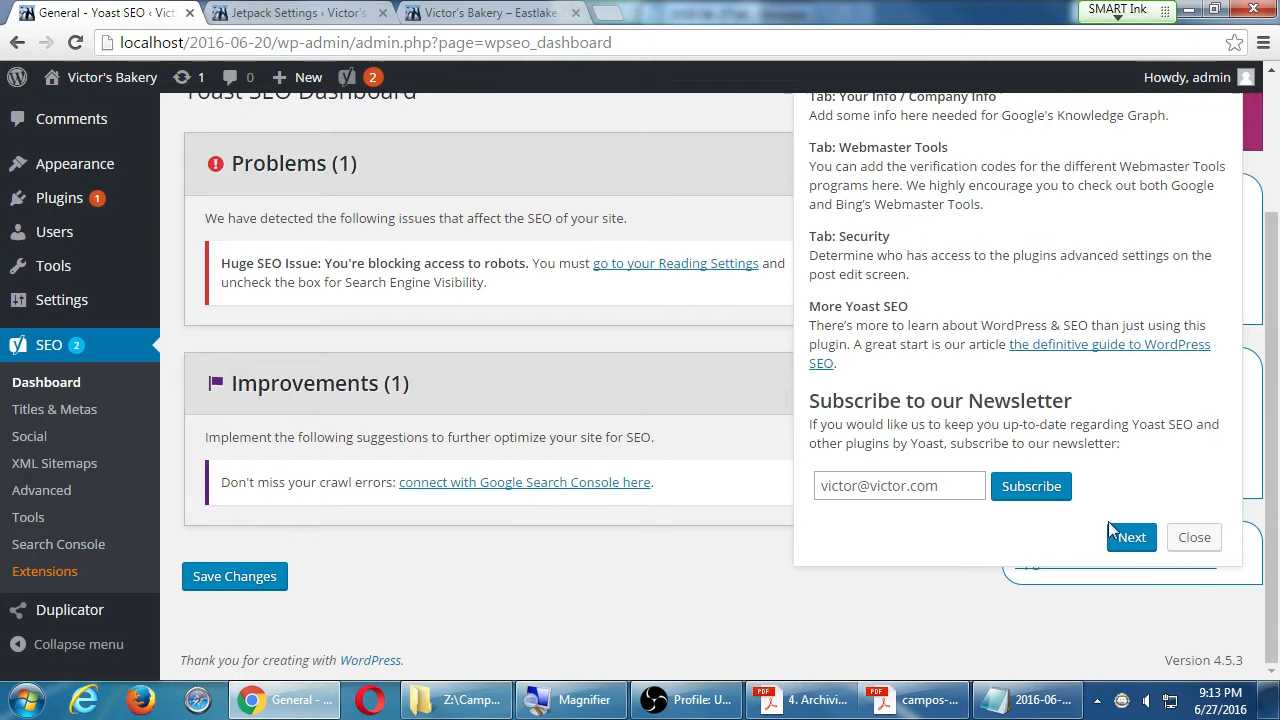 General - Yoast SEO ‹ Vict
Jetpack Settings ‹ Victor's
Victor's Bakery – Eastlake
SMART Ink
localhost/2016-06-20/wp-admin/admin.php?page=wpseo_dashboard
Victor's Bakery
1
0
New
2
Howdy, admin
Comments
Appearance
Plugins 1
Users
Tools
Settings
SEO 2
Dashboard
Titles & Metas
Social
XML Sitemaps
Advanced
Tools
Search Console
Extensions
Duplicator
Collapse menu
Yoast SEO Dashboard
Problems (1)
We have detected the following issues that affect the SEO of your site.
Huge SEO Issue: You're blocking access to robots. You must go to your Reading Settings and
uncheck the box for Search Engine Visibility.
Improvements (1)
Implement the following suggestions to further optimize your site for SEO.
Don't miss your crawl errors: connect with Google Search Console here.
Save Changes
Tab: Your Info / Company Info
Add some info here needed for Google's Knowledge Graph.
Tab: Webmaster Tools
You can add the verification codes for the different Webmaster Tools
programs here. We highly encourage you to check out both Google
and Bing's Webmaster Tools.
Tab: Security
Determine who has access to the plugins advanced settings on the
post edit screen.
More Yoast SEO
There's more to learn about WordPress & SEO than just using this
plugin. A great start is our article the definitive guide to WordPress
SEO.
Subscribe to our Newsletter
If you would like us to keep you up-to-date regarding Yoast SEO and
other plugins by Yoast, subscribe to our newsletter:
victor@victor.com
Subscribe
Next
Close
Thank you for creating with WordPress.
Version 4.5.3
General - ...
Z:\Camp...
Magnifier
Profile: U...
4. Archivi...
campos-...
2016-06-...
9:13 PM
6/27/2016